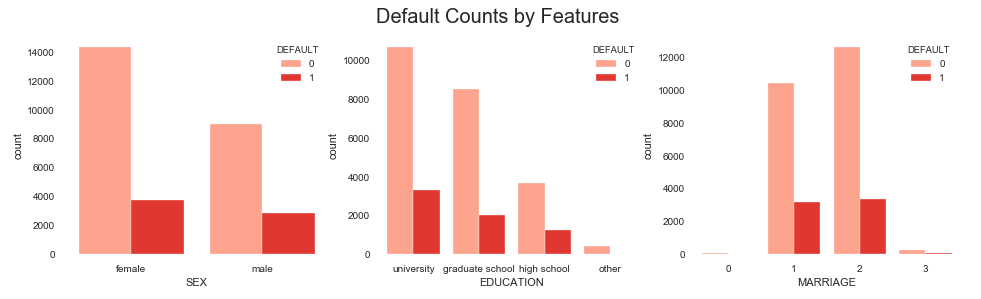 Default Counts by Features
14000
12000
10000
8000
6000
4000
2000
0
count
female male
SEX
DEFAULT
0
1
10000
8000
6000
4000
2000
0
count
university graduate school high school other
EDUCATION
DEFAULT
0
1
12000
10000
8000
6000
4000
2000
0
count
0 1 2 3
MARRIAGE
DEFAULT
0
1